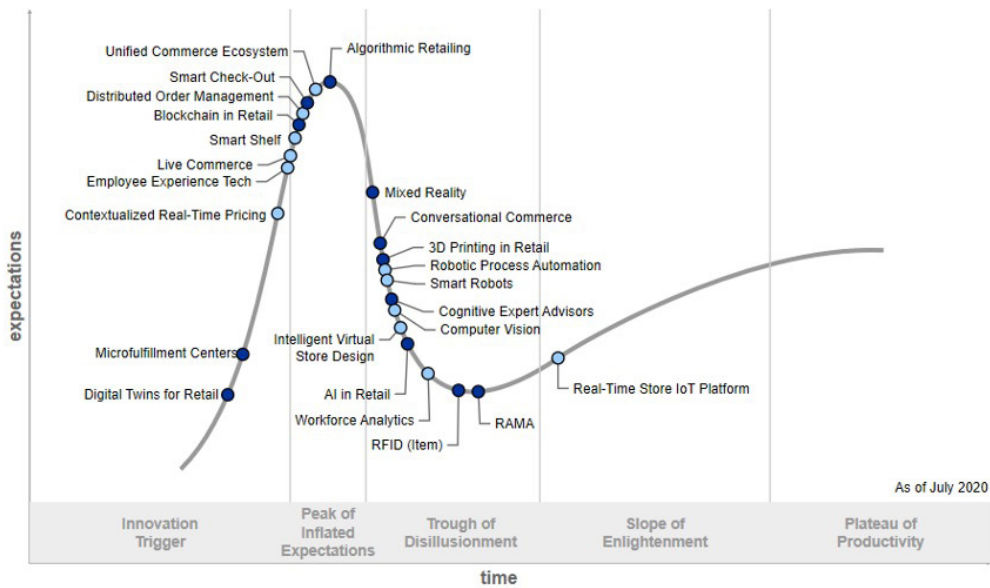 Unified Commerce Ecosystem
Algorithmic Retailing
Smart Check-Out
Distributed Order Management
Blockchain in Retail
Smart Shelf
Live Commerce
Employee Experience Tech
Contextualized Real-Time Pricing
Mixed Reality
Conversational Commerce
3D Printing in Retail
Robotic Process Automation
Smart Robots
Cognitive Expert Advisors
Computer Vision
Intelligent Virtual
Store Design
Microfulfillment Centers
Digital Twins for Retail
AI in Retail
Workforce Analytics
RFID (Item)
RAMA
Real-Time Store IoT Platform
expectations
As of July 2020
Innovation
Trigger
Peak of
Inflated
Expectations
Trough of
Disillusionment
Slope of
Enlightenment
Plateau of
Productivity
time